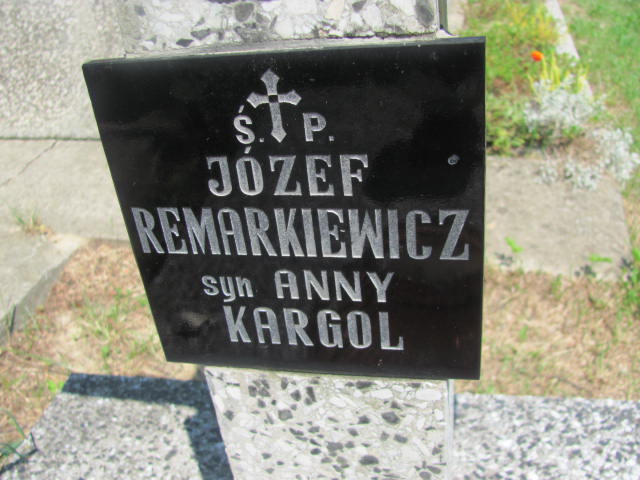 Ś. P.
JÓZEF
REMARKIEWICZ
syn ANNY
KARGOL